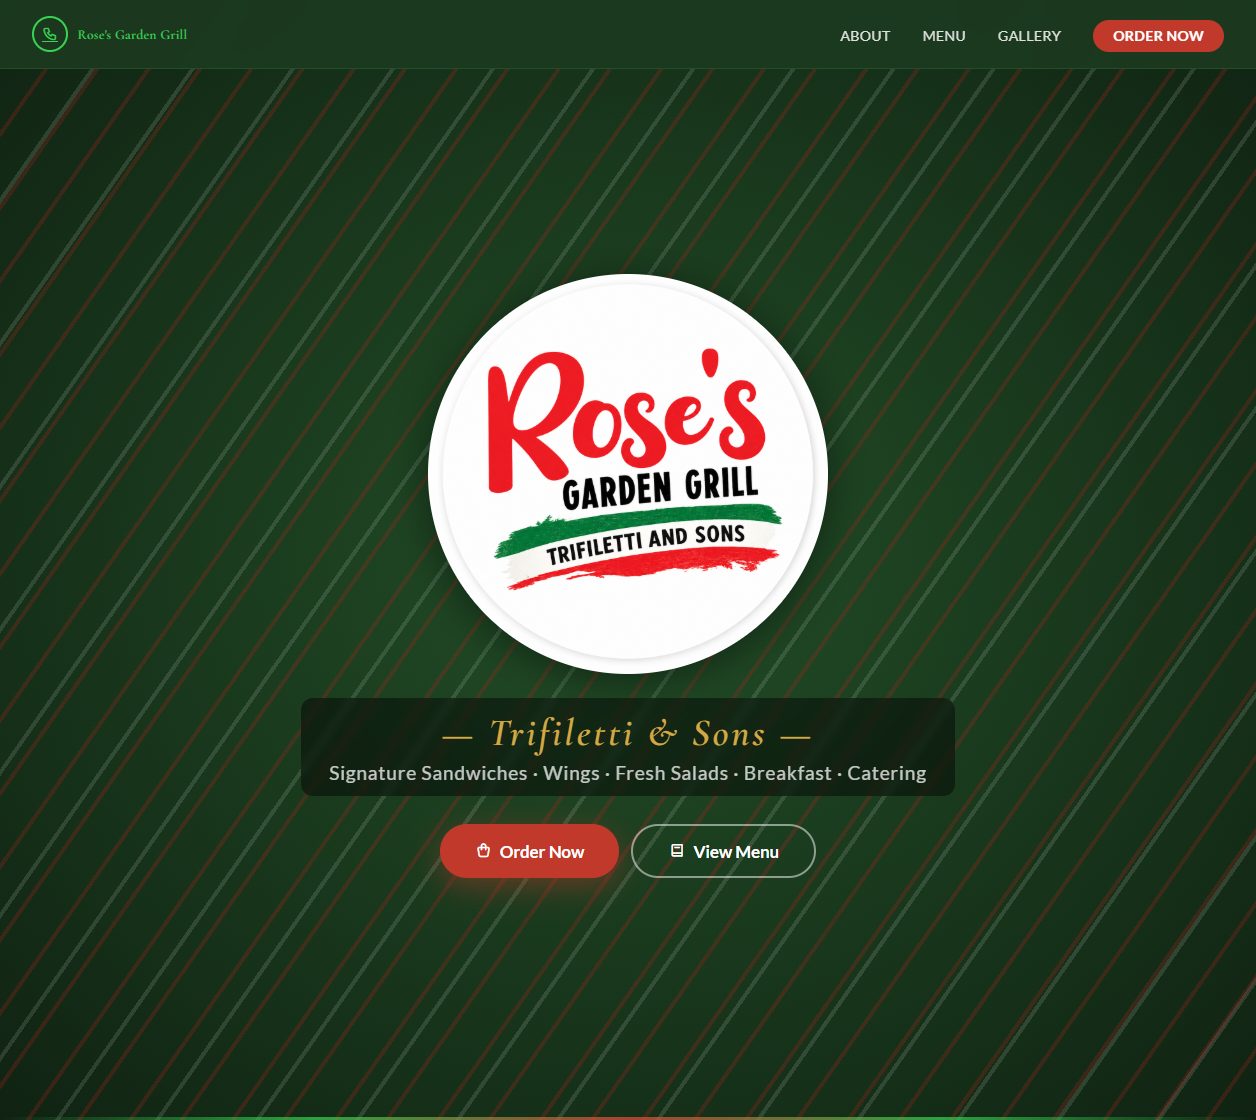 Rose's Garden Grill
ABOUT MENU GALLERY ORDER NOW
Rose's
GARDEN GRILL
TRIFILETTI AND SONS
— Trifiletti & Sons —
Signature Sandwiches · Wings · Fresh Salads · Breakfast · Catering
Order Now View Menu